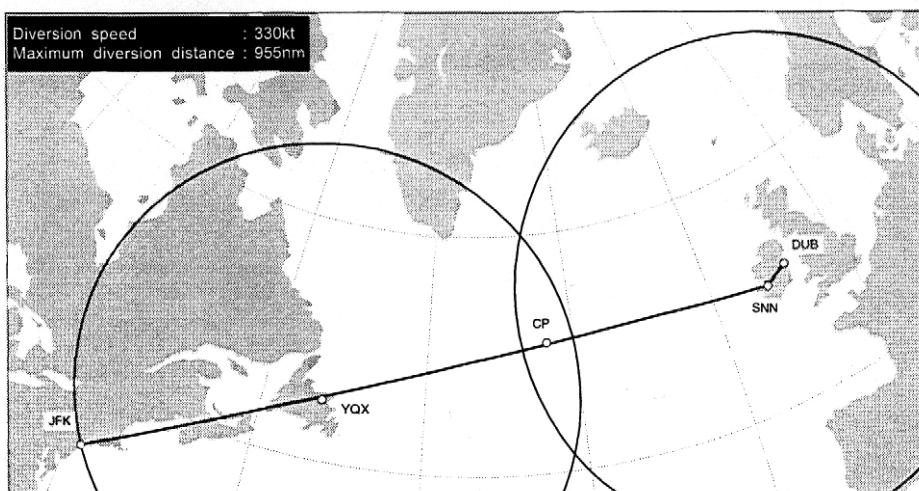 Diversion speed : 330kt
Maximum diversion distance : 955nm
DUB
SNN
CP
YQX
JFK